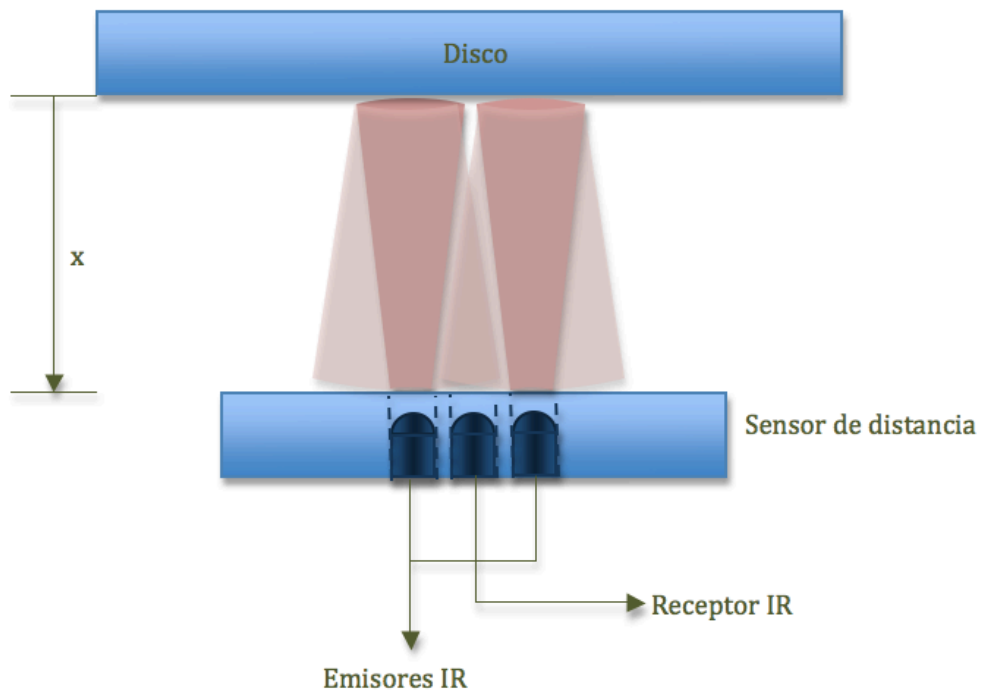 Disco
x
Sensor de distancia
Receptor IR
Emisores IR